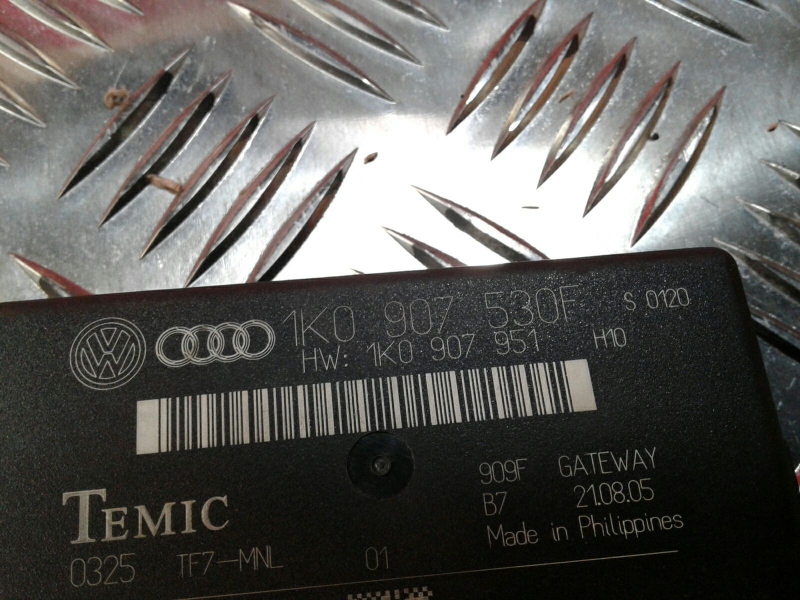 1K0 907 530F S 0120
HW: 1K0 907 951 H10
909F GATEWAY
B7 21.08.05
Made in Philippines
TEMIC
0325 TF7-MNL 01